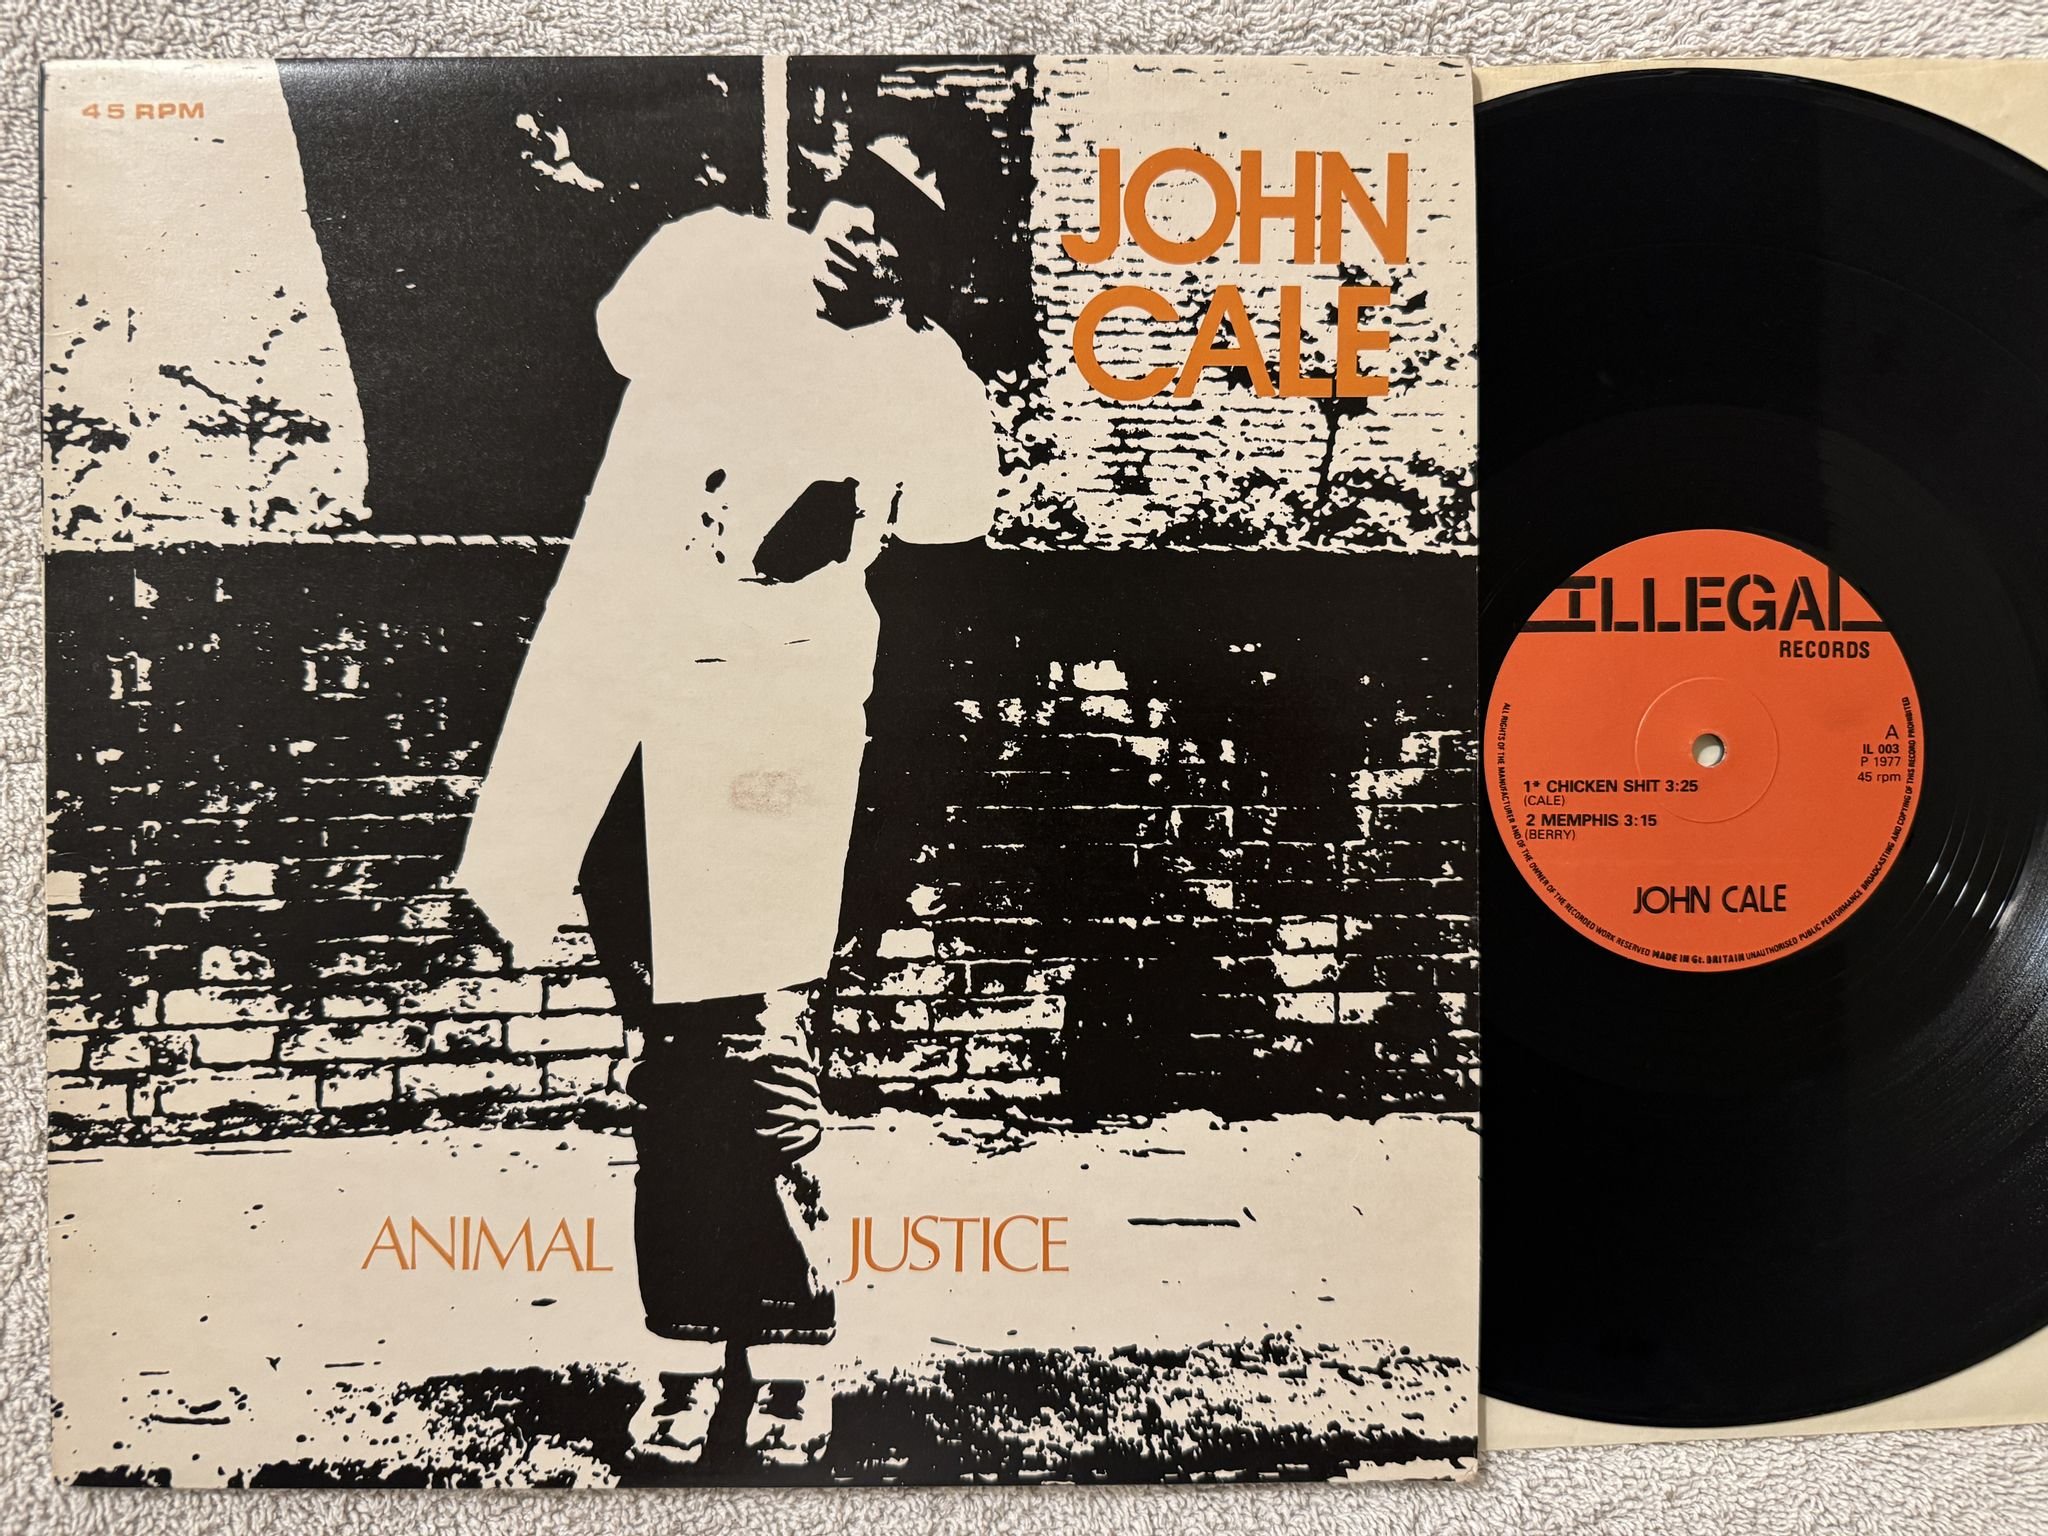 45 RPM
JOHN
CALE
ANIMAL JUSTICE
ILLEGAL
RECORDS
A
IL 003
P 1977
45 rpm
1* CHICKEN SHIT 3:25
(CALE)
2 MEMPHIS 3:15
(BERRY)
JOHN CALE
ALL RIGHTS OF THE MANUFACTURER AND OF THE OWNER OF THE RECORDED WORK RESERVED MADE IN Gt. BRITAIN UNAUTHORISED PUBLIC PERFORMANCE BROADCASTING AND COPYING OF THIS RECORD PROHIBITED